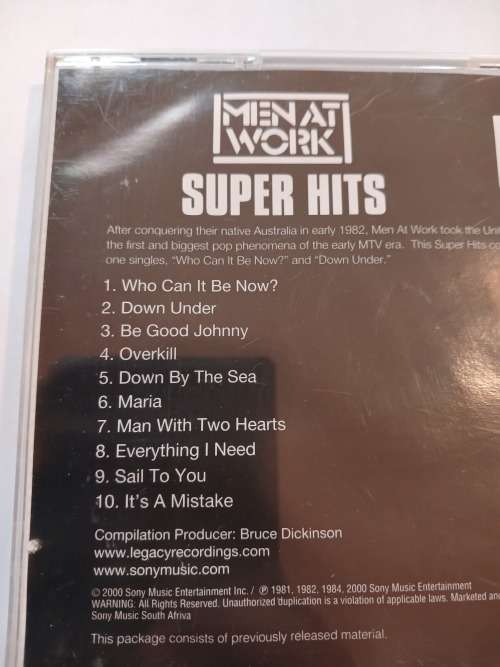 MEN AT
WORK
SUPER HITS
After conquering their native Australia in early 1982, Men At Work took the
the first and biggest pop phenomena of the early MTV era. This Super Hits
one singles, "Who Can It Be Now?" and "Down Under."
1. Who Can It Be Now?
2. Down Under
3. Be Good Johnny
4. Overkill
5. Down By The Sea
6. Maria
7. Man With Two Hearts
8. Everything I Need
9. Sail To You
10. It's A Mistake
Compilation Producer: Bruce Dickinson
www.legacyrecordings.com
www.sonymusic.com
© 2000 Sony Music Entertainment Inc. / ℗ 1981, 1982, 1984, 2000 Sony Music Entertainment
WARNING: All Rights Reserved. Unauthorized duplication is a violation of applicable laws. Marketed
Sony Music South Afriva
This package consists of previously released material.